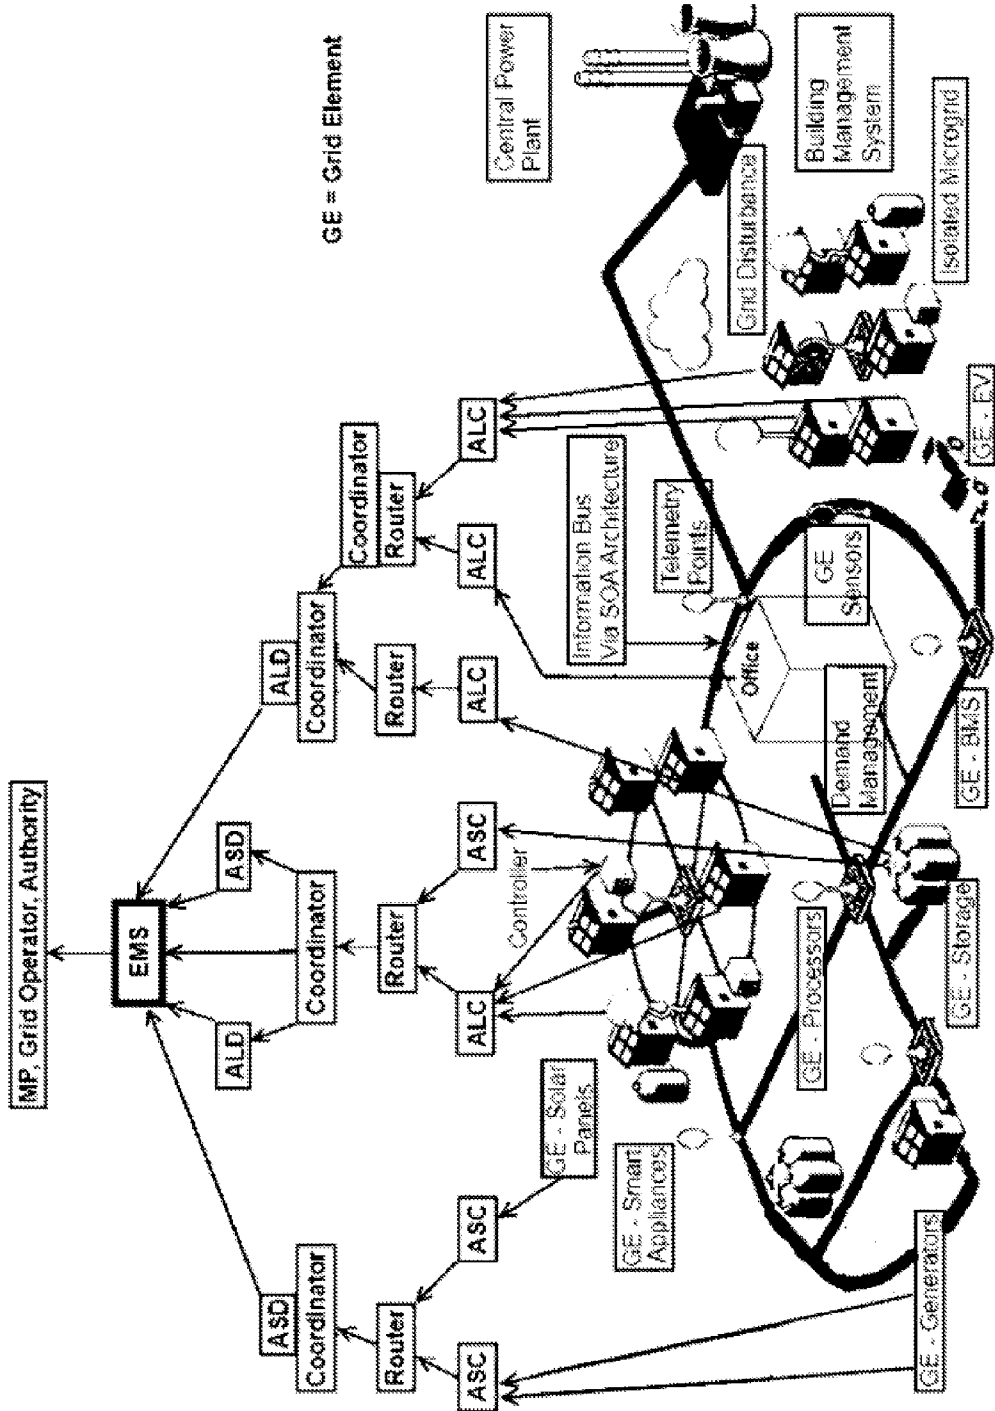 MP, Grid Operator, Authority
EMS
ALD
ASD
Coordinator
ASD
Coordinator
ALD
Coordinator
Coordinator
Router
Router
Router
Router
ASC
ASC
ALC
ASC
ALC
ALC
ALC
GE = Grid Element
Controller
GE - Solar
Panels
Information Bus
Via SOA Architecture
Central Power
Plant
GE - Smart
Appliances
Telemetry
Points
Office
Grid Disturbance
GE - Processors
Demand
Management
GE
Sensors
Building
Management
System
GE - Generators
GE - Storage
GE - BMS
GE - EV
Isolated Microgrid